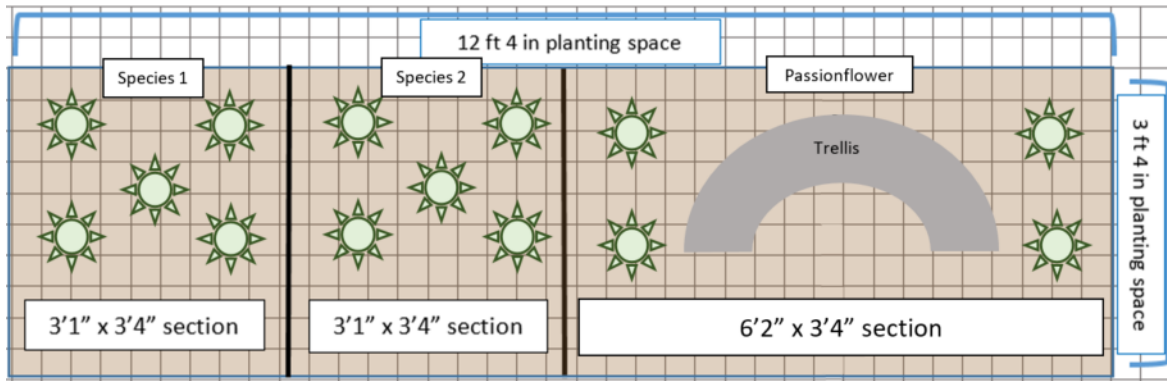 12 ft 4 in planting space
Species 1
Species 2
Passionflower
Trellis
3 ft 4 in planting space
3’1” x 3’4” section
3’1” x 3’4” section
6’2” x 3’4” section